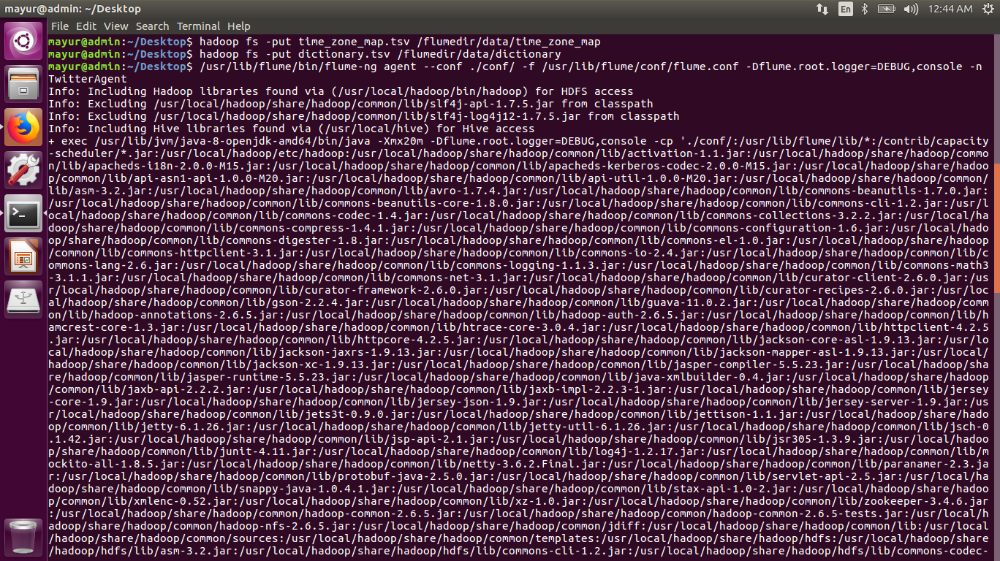 mayur@admin: ~/Desktop
En
12:44 AM
File Edit View Search Terminal Help
mayur@admin:~/Desktop$ hadoop fs -put time_zone_map.tsv /flumedir/data/time_zone_map
mayur@admin:~/Desktop$ hadoop fs -put dictionary.tsv /flumedir/data/dictionary
mayur@admin:~/Desktop$ /usr/lib/flume/bin/flume-ng agent --conf ./conf/ -f /usr/lib/flume/conf/flume.conf -Dflume.root.logger=DEBUG,console -n
TwitterAgent
Info: Including Hadoop libraries found via (/usr/local/hadoop/bin/hadoop) for HDFS access
Info: Excluding /usr/local/hadoop/share/hadoop/common/lib/slf4j-api-1.7.5.jar from classpath
Info: Excluding /usr/local/hadoop/share/hadoop/common/lib/slf4j-log4j12-1.7.5.jar from classpath
Info: Including Hive libraries found via (/usr/local/hive) for Hive access
+ exec /usr/lib/jvm/java-8-openjdk-amd64/bin/java -Xmx20m -Dflume.root.logger=DEBUG,console -cp './conf/:/usr/lib/flume/lib/*:/contrib/capacity
-scheduler/*.jar:/usr/local/hadoop/etc/hadoop:/usr/local/hadoop/share/hadoop/common/lib/activation-1.1.jar:/usr/local/hadoop/share/hadoop/commo
n/lib/apacheds-i18n-2.0.0-M15.jar:/usr/local/hadoop/share/hadoop/common/lib/apacheds-kerberos-codec-2.0.0-M15.jar:/usr/local/hadoop/share/hadoo
p/common/lib/api-asn1-api-1.0.0-M20.jar:/usr/local/hadoop/share/hadoop/common/lib/api-util-1.0.0-M20.jar:/usr/local/hadoop/share/hadoop/common/
lib/asm-3.2.jar:/usr/local/hadoop/share/hadoop/common/lib/avro-1.7.4.jar:/usr/local/hadoop/share/hadoop/common/lib/commons-beanutils-1.7.0.jar:
/usr/local/hadoop/share/hadoop/common/lib/commons-beanutils-core-1.8.0.jar:/usr/local/hadoop/share/hadoop/common/lib/commons-cli-1.2.jar:/usr/l
ocal/hadoop/share/hadoop/common/lib/commons-codec-1.4.jar:/usr/local/hadoop/share/hadoop/common/lib/commons-collections-3.2.2.jar:/usr/local/ha
doop/share/hadoop/common/lib/commons-compress-1.4.1.jar:/usr/local/hadoop/share/hadoop/common/lib/commons-configuration-1.6.jar:/usr/local/hado
op/share/hadoop/common/lib/commons-digester-1.8.jar:/usr/local/hadoop/share/hadoop/common/lib/commons-el-1.0.jar:/usr/local/hadoop/share/hadoop
/common/lib/commons-httpclient-3.1.jar:/usr/local/hadoop/share/hadoop/common/lib/commons-io-2.4.jar:/usr/local/hadoop/share/hadoop/common/lib/c
ommons-lang-2.6.jar:/usr/local/hadoop/share/hadoop/common/lib/commons-logging-1.1.3.jar:/usr/local/hadoop/share/hadoop/common/lib/commons-math3
-3.1.1.jar:/usr/local/hadoop/share/hadoop/common/lib/commons-net-3.1.jar:/usr/local/hadoop/share/hadoop/common/lib/curator-client-2.6.0.jar:/us
r/local/hadoop/share/hadoop/common/lib/curator-framework-2.6.0.jar:/usr/local/hadoop/share/hadoop/common/lib/curator-recipes-2.6.0.jar:/usr/loc
al/hadoop/share/hadoop/common/lib/gson-2.2.4.jar:/usr/local/hadoop/share/hadoop/common/lib/guava-11.0.2.jar:/usr/local/hadoop/share/hadoop/comm
on/lib/hadoop-annotations-2.6.5.jar:/usr/local/hadoop/share/hadoop/common/lib/hadoop-auth-2.6.5.jar:/usr/local/hadoop/share/hadoop/common/lib/h
amcrest-core-1.3.jar:/usr/local/hadoop/share/hadoop/common/lib/htrace-core-3.0.4.jar:/usr/local/hadoop/share/hadoop/common/lib/httpclient-4.2.5
.jar:/usr/local/hadoop/share/hadoop/common/lib/httpcore-4.2.5.jar:/usr/local/hadoop/share/hadoop/common/lib/jackson-core-asl-1.9.13.jar:/usr/lo
cal/hadoop/share/hadoop/common/lib/jackson-jaxrs-1.9.13.jar:/usr/local/hadoop/share/hadoop/common/lib/jackson-mapper-asl-1.9.13.jar:/usr/local/
hadoop/share/hadoop/common/lib/jackson-xc-1.9.13.jar:/usr/local/hadoop/share/hadoop/common/lib/jasper-compiler-5.5.23.jar:/usr/local/hadoop/sha
re/hadoop/common/lib/jasper-runtime-5.5.23.jar:/usr/local/hadoop/share/hadoop/common/lib/java-xmlbuilder-0.4.jar:/usr/local/hadoop/share/hadoop
/common/lib/jaxb-api-2.2.2.jar:/usr/local/hadoop/share/hadoop/common/lib/jaxb-impl-2.2.3-1.jar:/usr/local/hadoop/share/hadoop/common/lib/jersey
-core-1.9.jar:/usr/local/hadoop/share/hadoop/common/lib/jersey-json-1.9.jar:/usr/local/hadoop/share/hadoop/common/lib/jersey-server-1.9.jar:/us
r/local/hadoop/share/hadoop/common/lib/jets3t-0.9.0.jar:/usr/local/hadoop/share/hadoop/common/lib/jettison-1.1.jar:/usr/local/hadoop/share/hado
op/common/lib/jetty-6.1.26.jar:/usr/local/hadoop/share/hadoop/common/lib/jetty-util-6.1.26.jar:/usr/local/hadoop/share/hadoop/common/lib/jsch-0
.1.42.jar:/usr/local/hadoop/share/hadoop/common/lib/jsp-api-2.1.jar:/usr/local/hadoop/share/hadoop/common/lib/jsr305-1.3.9.jar:/usr/local/hadoo
p/share/hadoop/common/lib/junit-4.11.jar:/usr/local/hadoop/share/hadoop/common/lib/log4j-1.2.17.jar:/usr/local/hadoop/share/hadoop/common/lib/m
ockito-all-1.8.5.jar:/usr/local/hadoop/share/hadoop/common/lib/netty-3.6.2.Final.jar:/usr/local/hadoop/share/hadoop/common/lib/paranamer-2.3.ja
r:/usr/local/hadoop/share/hadoop/common/lib/protobuf-java-2.5.0.jar:/usr/local/hadoop/share/hadoop/common/lib/servlet-api-2.5.jar:/usr/local/ha
doop/share/hadoop/common/lib/snappy-java-1.0.4.1.jar:/usr/local/hadoop/share/hadoop/common/lib/stax-api-1.0-2.jar:/usr/local/hadoop/share/hadoo
p/common/lib/xmlenc-0.52.jar:/usr/local/hadoop/share/hadoop/common/lib/xz-1.0.jar:/usr/local/hadoop/share/hadoop/common/lib/zookeeper-3.4.6.jar
:/usr/local/hadoop/share/hadoop/common/hadoop-common-2.6.5.jar:/usr/local/hadoop/share/hadoop/common/hadoop-common-2.6.5-tests.jar:/usr/local/h
adoop/share/hadoop/common/hadoop-nfs-2.6.5.jar:/usr/local/hadoop/share/hadoop/common/jdiff:/usr/local/hadoop/share/hadoop/common/lib:/usr/local
/hadoop/share/hadoop/common/sources:/usr/local/hadoop/share/hadoop/common/templates:/usr/local/hadoop/share/hadoop/hdfs:/usr/local/hadoop/share
/hadoop/hdfs/lib/asm-3.2.jar:/usr/local/hadoop/share/hadoop/hdfs/lib/commons-cli-1.2.jar:/usr/local/hadoop/share/hadoop/hdfs/lib/commons-codec-